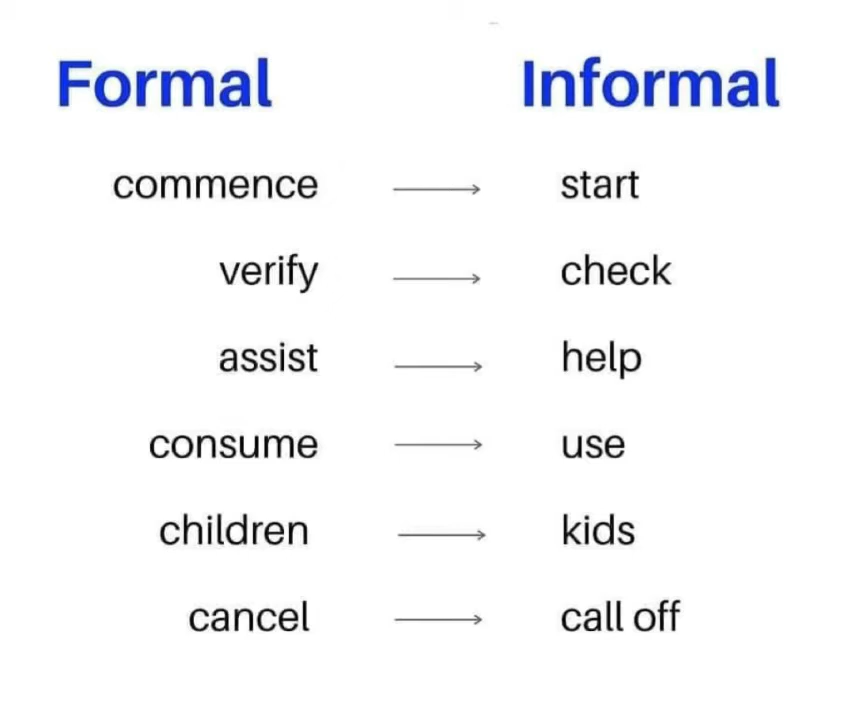 Formal Informal
commence start
verify check
assist help
consume use
children kids
cancel call off